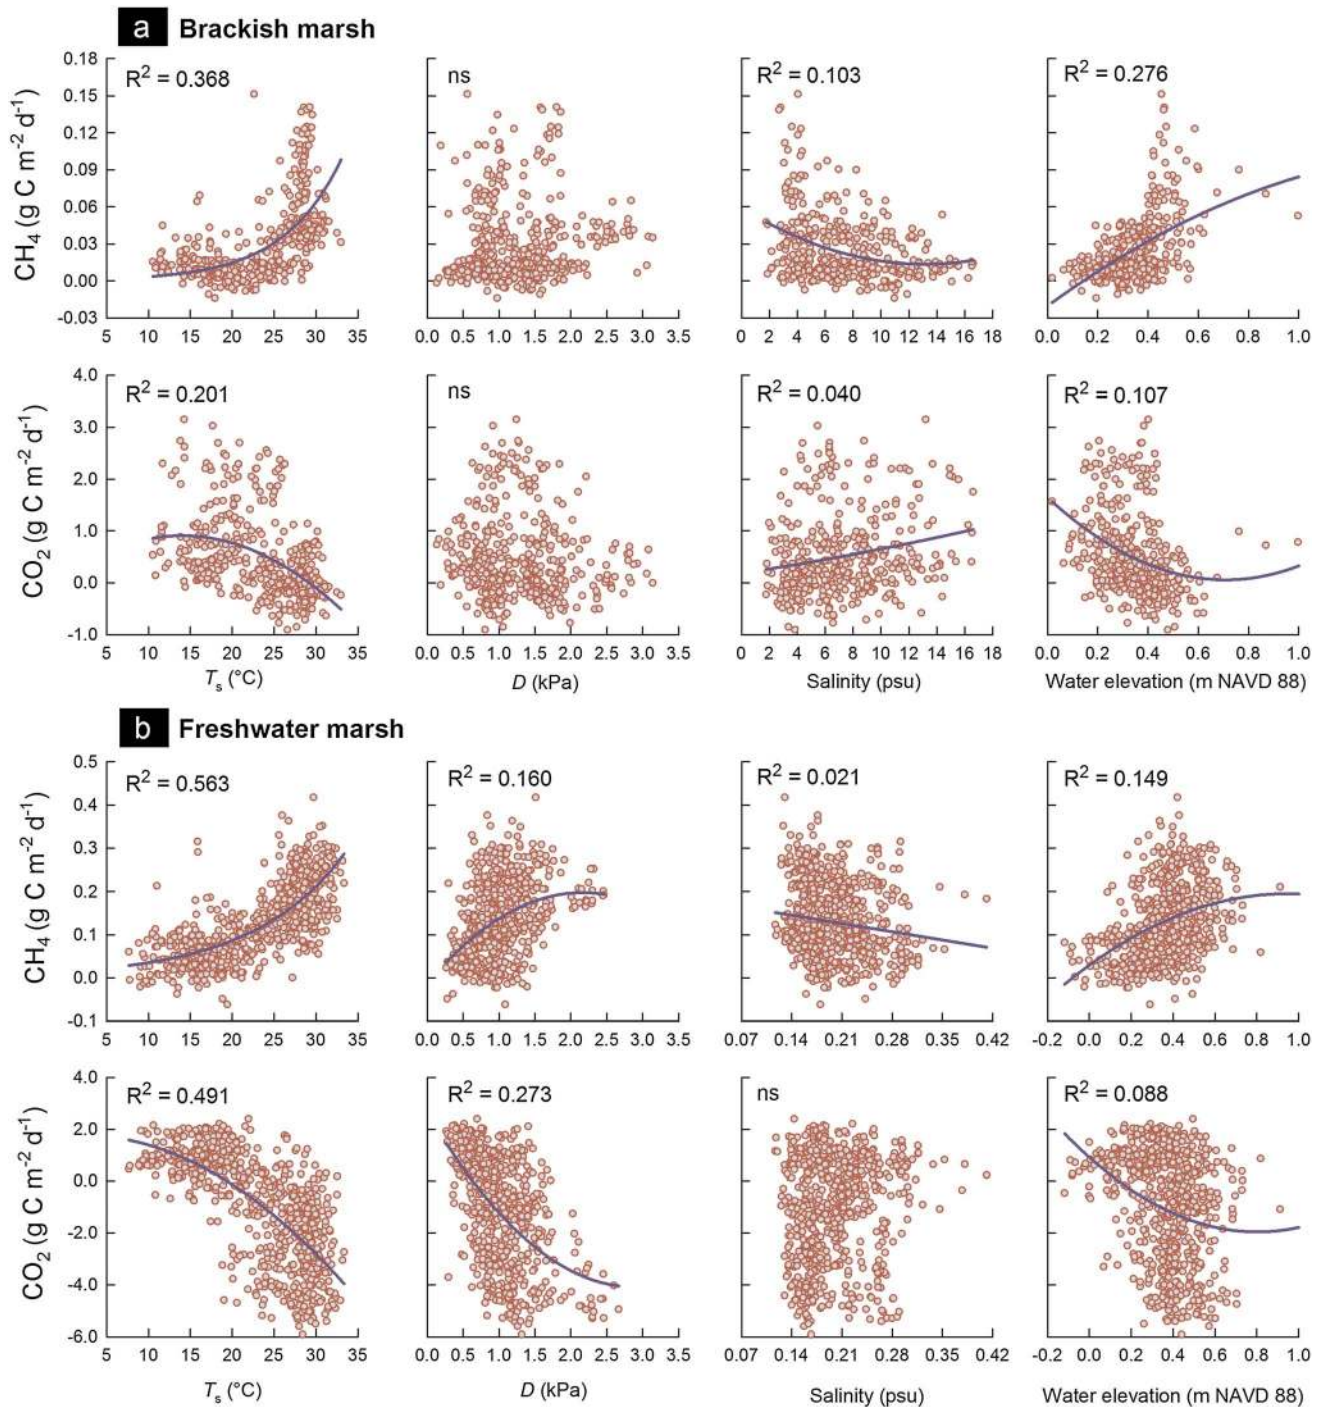 a Brackish marsh
R² = 0.368
ns
R² = 0.103
R² = 0.276
CH₄ (g C m⁻² d⁻¹)
0.18
0.15
0.12
0.09
0.06
0.03
0.00
-0.03
5 10 15 20 25 30 35
0.0 0.5 1.0 1.5 2.0 2.5 3.0 3.5
0 2 4 6 8 10 12 14 16 18
0.0 0.2 0.4 0.6 0.8 1.0
R² = 0.201
ns
R² = 0.040
R² = 0.107
CO₂ (g C m⁻² d⁻¹)
4.0
3.0
2.0
1.0
0.0
-1.0
5 10 15 20 25 30 35
0.0 0.5 1.0 1.5 2.0 2.5 3.0 3.5
0 2 4 6 8 10 12 14 16 18
0.0 0.2 0.4 0.6 0.8 1.0
Tₛ (°C)
D (kPa)
Salinity (psu)
Water elevation (m NAVD 88)
b Freshwater marsh
R² = 0.563
R² = 0.160
R² = 0.021
R² = 0.149
CH₄ (g C m⁻² d⁻¹)
0.5
0.4
0.3
0.2
0.1
0.0
-0.1
5 10 15 20 25 30 35
0.0 0.5 1.0 1.5 2.0 2.5 3.0 3.5
0.07 0.14 0.21 0.28 0.35 0.42
-0.2 0.0 0.2 0.4 0.6 0.8 1.0
R² = 0.491
R² = 0.273
ns
R² = 0.088
CO₂ (g C m⁻² d⁻¹)
4.0
2.0
0.0
-2.0
-4.0
-6.0
5 10 15 20 25 30 35
0.0 0.5 1.0 1.5 2.0 2.5 3.0 3.5
0.07 0.14 0.21 0.28 0.35 0.42
-0.2 0.0 0.2 0.4 0.6 0.8 1.0
Tₛ (°C)
D (kPa)
Salinity (psu)
Water elevation (m NAVD 88)